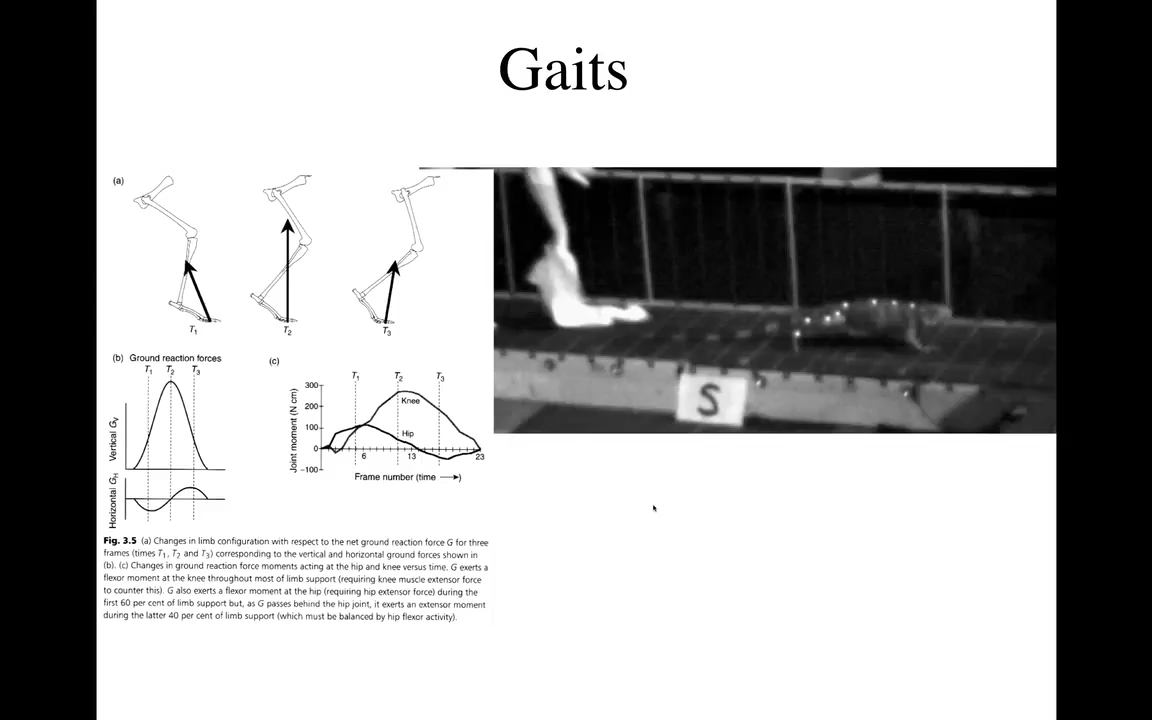 Gaits
(a)
T1
T2
T3
S
(b) Ground reaction forces
T1 T2 T3
Vertical GV
Horizontal GH
(c)
T1 T2 T3
Joint moment (N cm)
300
200
100
0
−100
Knee
Hip
6
13
23
Frame number (time ⟶)
Fig. 3.5 (a) Changes in limb configuration with respect to the net ground reaction force G for three
frames (times T1, T2 and T3) corresponding to the vertical and horizontal ground forces shown in
(b). (c) Changes in ground reaction force moments acting at the hip and knee versus time. G exerts a
flexor moment at the knee throughout most of limb support (requiring knee muscle extensor force
to counter this). G also exerts a flexor moment at the hip (requiring hip extensor force) during the
first 60 per cent of limb support but, as G passes behind the hip joint, it exerts an extensor moment
during the latter 40 per cent of limb support (which must be balanced by hip flexor activity).